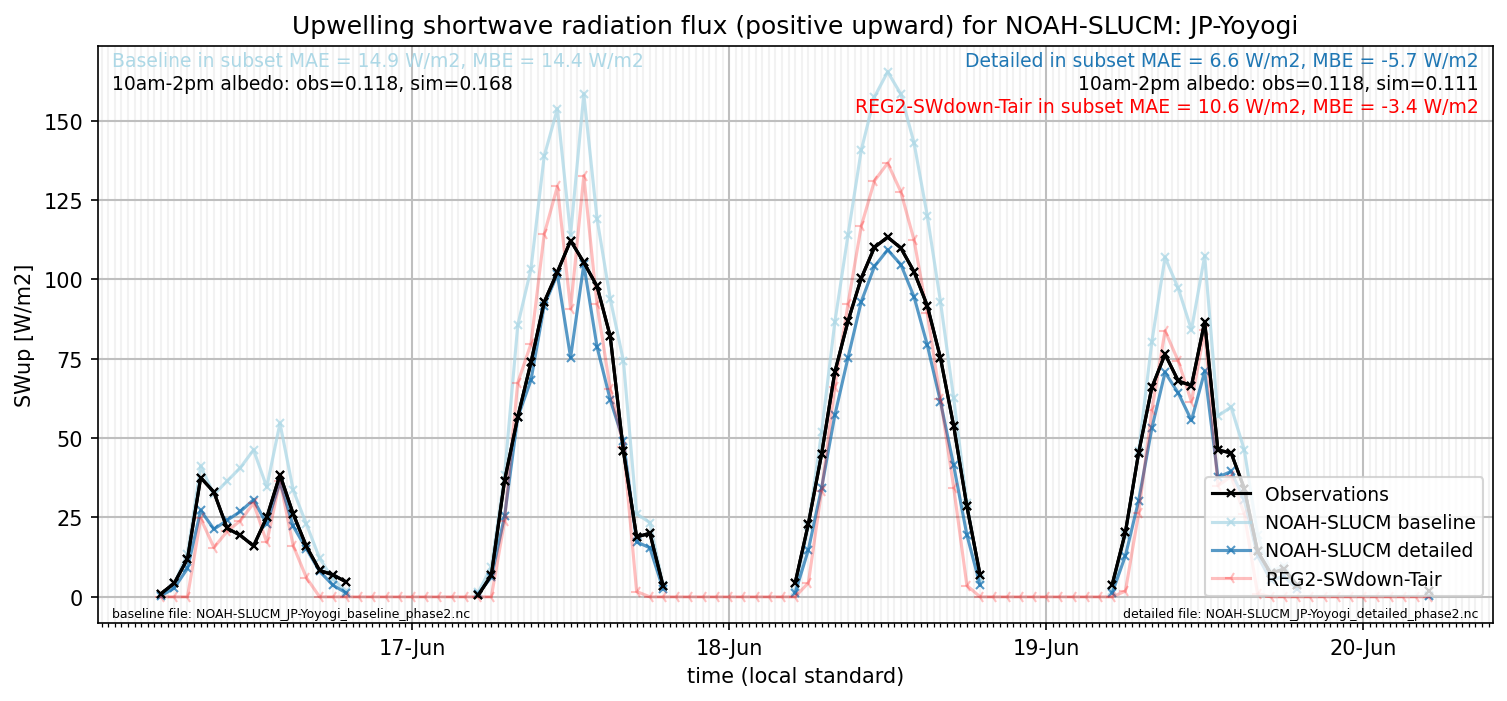 Upwelling shortwave radiation flux (positive upward) for NOAH-SLUCM: JP-Yoyogi
Baseline in subset MAE = 14.9 W/m2, MBE = 14.4 W/m2
10am-2pm albedo: obs=0.118, sim=0.168
Detailed in subset MAE = 6.6 W/m2, MBE = -5.7 W/m2
10am-2pm albedo: obs=0.118, sim=0.111
REG2-SWdown-Tair in subset MAE = 10.6 W/m2, MBE = -3.4 W/m2
SWup [W/m2]
150
125
100
75
50
25
0
Observations
NOAH-SLUCM baseline
NOAH-SLUCM detailed
REG2-SWdown-Tair
baseline file: NOAH-SLUCM_JP-Yoyogi_baseline_phase2.nc
detailed file: NOAH-SLUCM_JP-Yoyogi_detailed_phase2.nc
17-Jun
18-Jun
19-Jun
20-Jun
time (local standard)